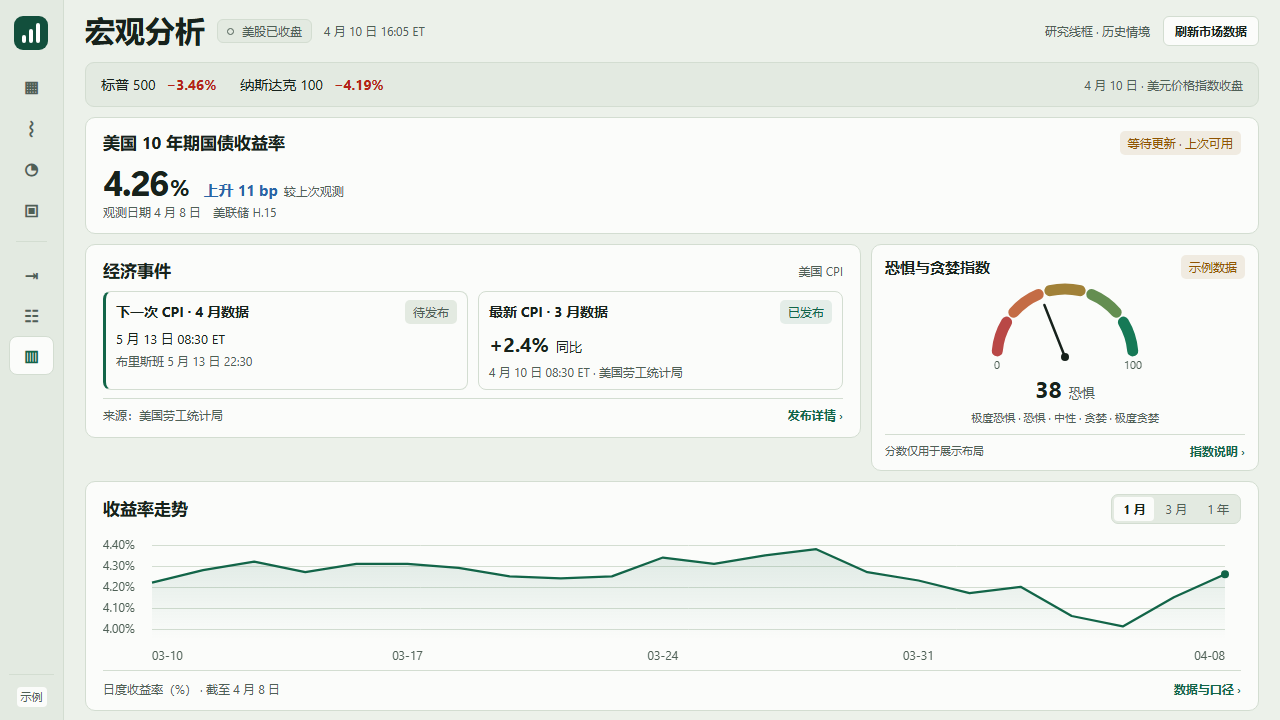 宏观分析
美股已收盘
4 月 10 日 16:05 ET
研究线框 · 历史情境
刷新市场数据
标普 500 −3.46% 纳斯达克 100 −4.19%
4 月 10 日 · 美元价格指数收盘
美国 10 年期国债收益率
等待更新 · 上次可用
4.26% 上升 11 bp 较上次观测
观测日期 4 月 8 日 美联储 H.15
经济事件
美国 CPI
下一次 CPI · 4 月数据
待发布
5 月 13 日 08:30 ET
布里斯班 5 月 13 日 22:30
最新 CPI · 3 月数据
已发布
+2.4% 同比
4 月 10 日 08:30 ET · 美国劳工统计局
来源：美国劳工统计局
发布详情 ›
恐惧与贪婪指数
示例数据
0
100
38 恐惧
极度恐惧 · 恐惧 · 中性 · 贪婪 · 极度贪婪
分数仅用于展示布局
指数说明 ›
收益率走势
1 月 3 月 1 年
4.40%
4.30%
4.20%
4.10%
4.00%
03-10 03-17 03-24 03-31 04-08
日度收益率（%） · 截至 4 月 8 日
数据与口径 ›
示例